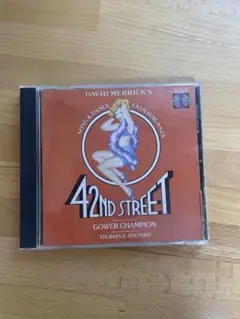 DAVID MERRICK'S
SONG & DANCE EXTRAVAGANZA
42ND STREET
GOWER CHAMPION
THOMAS Z. SHEPARD